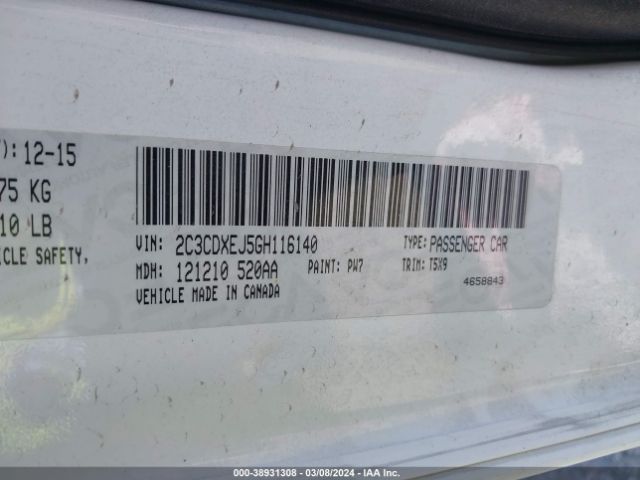 ): 12-15
75 KG
10 LB
ICLE SAFETY,
VIN: 2C3CDXEJ5GH116140 TYPE: PASSENGER CAR
MDH: 121210 520AA PAINT: PW7 TRIM: T5X9
VEHICLE MADE IN CANADA 4658843
000-38931308 - 03/08/2024 - IAA Inc.